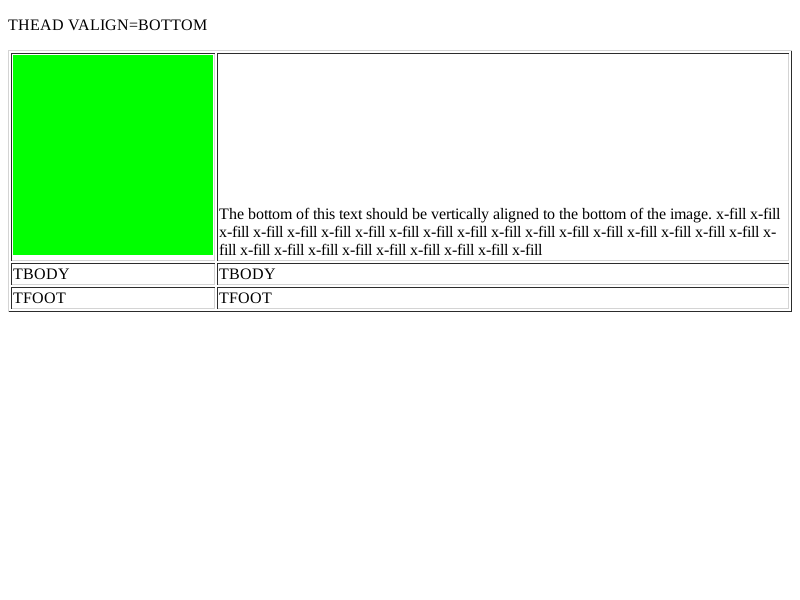 THEAD VALIGN=BOTTOM
The bottom of this text should be vertically aligned to the bottom of the image. x-fill x-fill
x-fill x-fill x-fill x-fill x-fill x-fill x-fill x-fill x-fill x-fill x-fill x-fill x-fill x-fill x-fill x-
fill x-fill x-fill x-fill x-fill x-fill x-fill x-fill x-fill x-fill
TBODY TBODY
TFOOT TFOOT